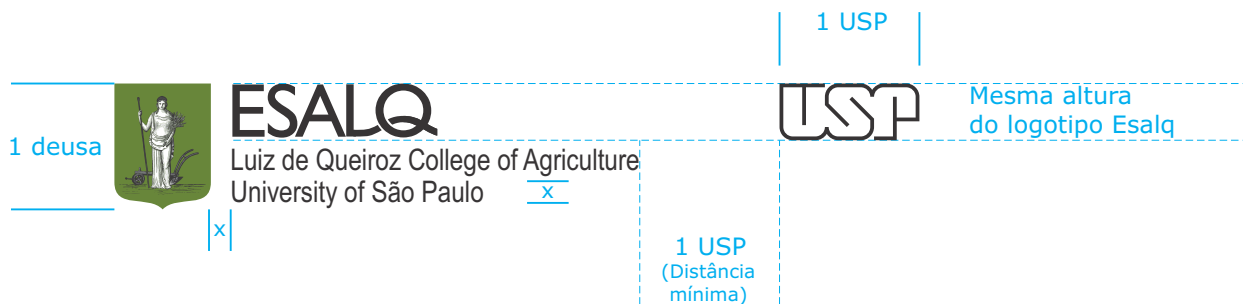 1 USP
ESALQ
USP
Mesma altura
do logotipo Esalq
1 deusa
Luiz de Queiroz College of Agriculture
University of São Paulo
x
x
1 USP
(Distância
mínima)